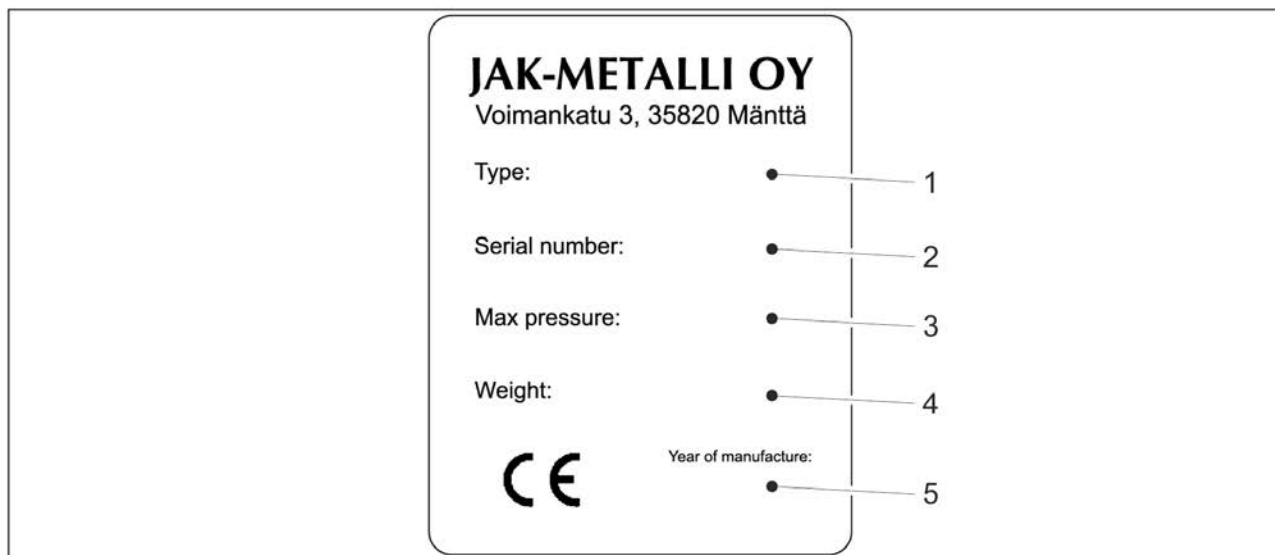 JAK-METALLI OY
Voimankatu 3, 35820 Mänttä
Type:
1
Serial number:
2
Max pressure:
3
Weight:
4
Year of manufacture:
CE
5